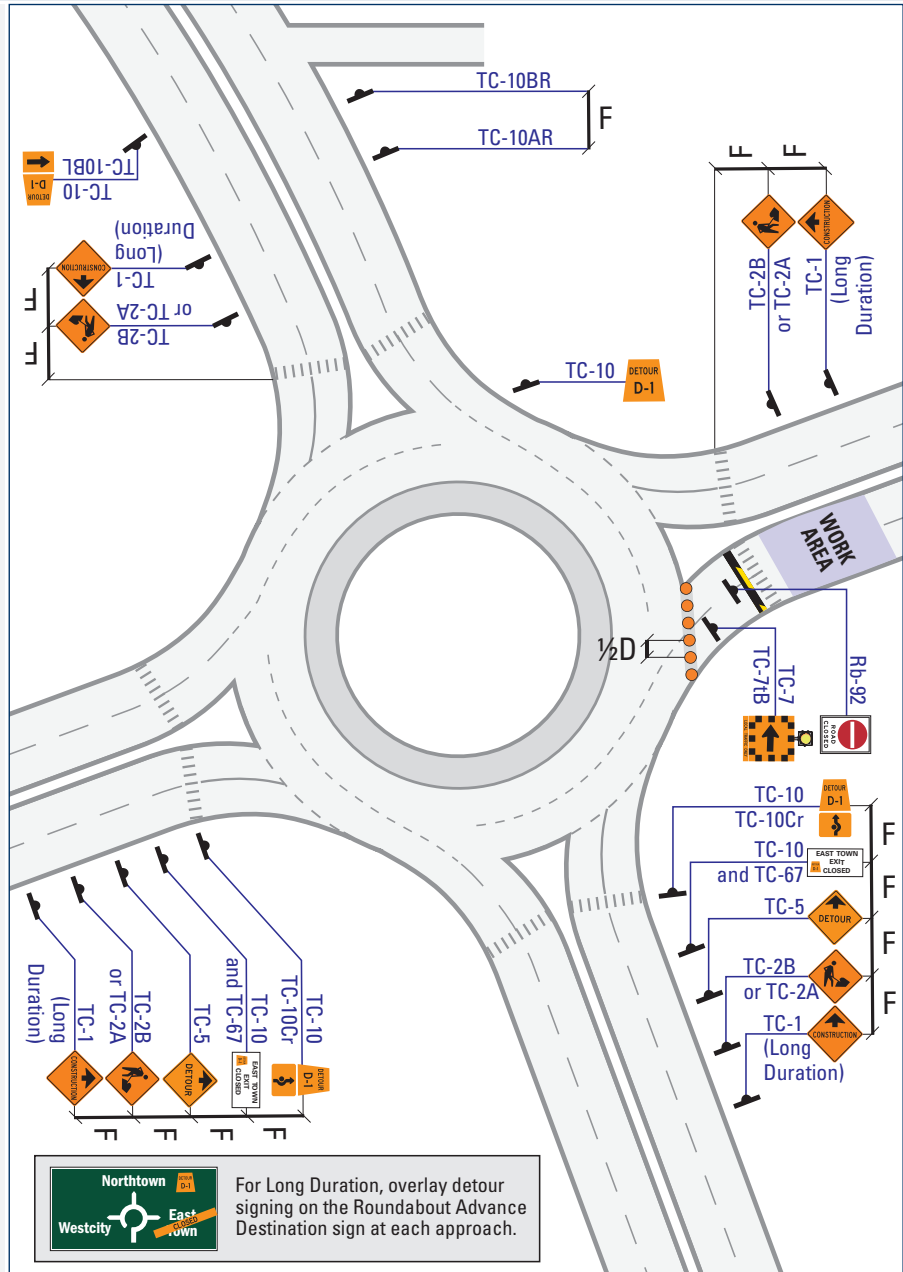 TC-10BR
F
TC-10AR
TC-10
TC-10BL
DETOUR
D-1
CONSTRUCTION
TC-1
(Long
Duration)
TC-2B
or TC-2A
F
F
F
F
CONSTRUCTION
TC-2B
or TC-2A
TC-1
(Long
Duration)
TC-10
DETOUR
D-1
WORK
AREA
½D
TC-7
TC-7tB
Rb-92
ROAD
CLOSED
TC-10
TC-10Cr
DETOUR
D-1
F
TC-10
and TC-67
EAST TOWN
EXIT
CLOSED
F
TC-5
DETOUR
F
TC-2B
or TC-2A
F
TC-1
(Long
Duration)
CONSTRUCTION
TC-1
(Long
Duration)
CONSTRUCTION
TC-2B
or TC-2A
TC-5
DETOUR
TC-10
and TC-67
EAST TOWN
EXIT
CLOSED
TC-10
TC-10Cr
DETOUR
D-1
F
F
F
F
Northtown
DETOUR
D-1
Westcity
East
Town
CLOSED
For Long Duration, overlay detour
signing on the Roundabout Advance
Destination sign at each approach.